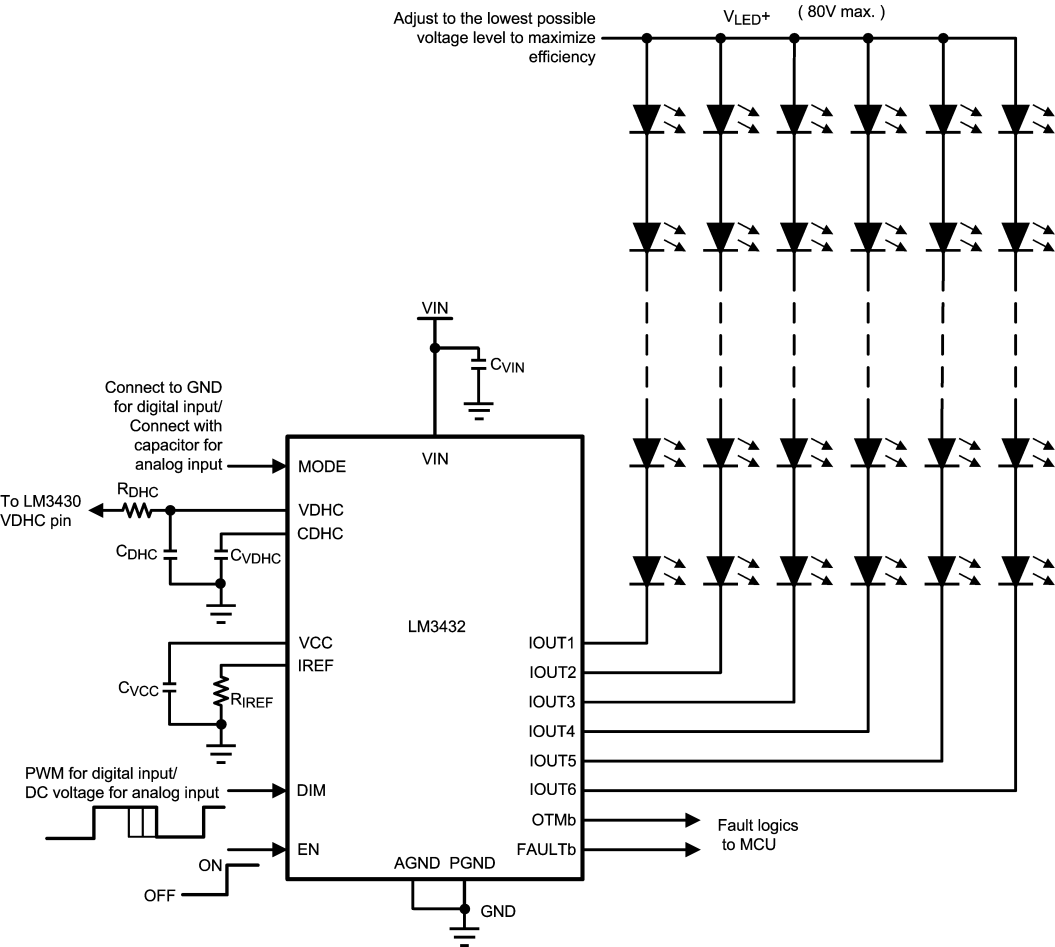 Adjust to the lowest possible
voltage level to maximize
efficiency
VLED+ ( 80V max. )
VIN
CVIN
Connect to GND
for digital input/
Connect with
capacitor for
analog input
VIN
MODE
RDHC
To LM3430
VDHC pin
VDHC
CDHC
CDHC
CVDHC
LM3432
VCC
IREF
CVCC
RIREF
IOUT1
IOUT2
IOUT3
IOUT4
IOUT5
IOUT6
PWM for digital input/
DC voltage for analog input
DIM
OTMb
FAULTb
Fault logics
to MCU
EN
ON
OFF
AGND PGND
GND